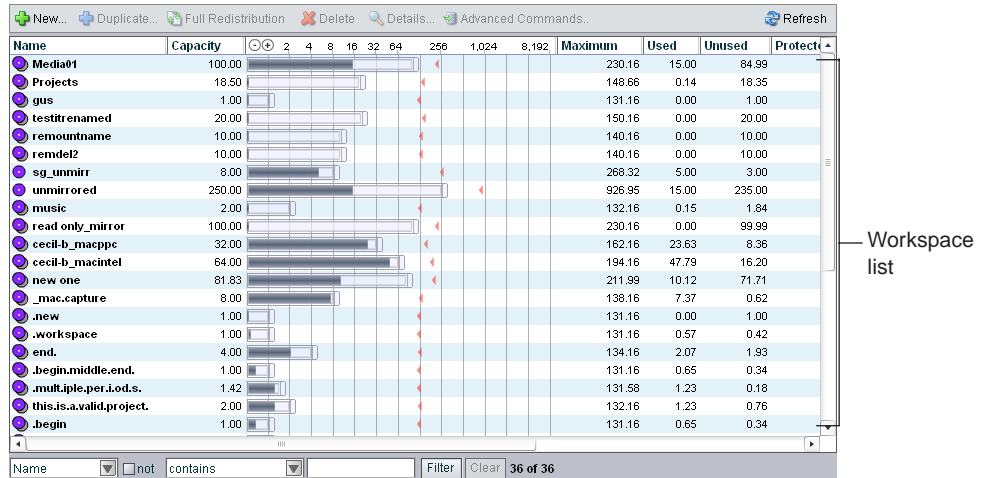 New... Duplicate... Full Redistribution Delete Details... Advanced Commands.. Refresh
Name Capacity 2 4 8 16 32 64 256 1,024 8,192 Maximum Used Unused Protecte
Media01 100.00 230.16 15.00 84.99
Projects 18.50 148.66 0.14 18.35
gus 1.00 131.16 0.00 1.00
testitrenamed 20.00 150.16 0.00 20.00
remountname 10.00 140.16 0.00 10.00
remdel2 10.00 140.16 0.00 10.00
sg_unmirr 8.00 268.32 5.00 3.00
unmirrored 250.00 926.95 15.00 235.00
music 2.00 132.16 0.15 1.84
read only_mirror 100.00 230.16 0.00 99.99
cecil-b_macppc 32.00 162.16 23.63 8.36
cecil-b_macintel 64.00 194.16 47.79 16.20
new one 81.83 211.99 10.12 71.71
_mac.capture 8.00 138.16 7.37 0.62
.new 1.00 131.16 0.00 1.00
.workspace 1.00 131.16 0.57 0.42
end. 4.00 134.16 2.07 1.93
.begin.middle.end. 1.00 131.16 0.65 0.34
.mult.iple.per.i.od.s. 1.42 131.58 1.23 0.18
this.is.a.valid.project. 2.00 132.16 1.23 0.76
.begin 1.00 131.16 0.65 0.34
Workspace
list
Name not contains Filter Clear 36 of 36